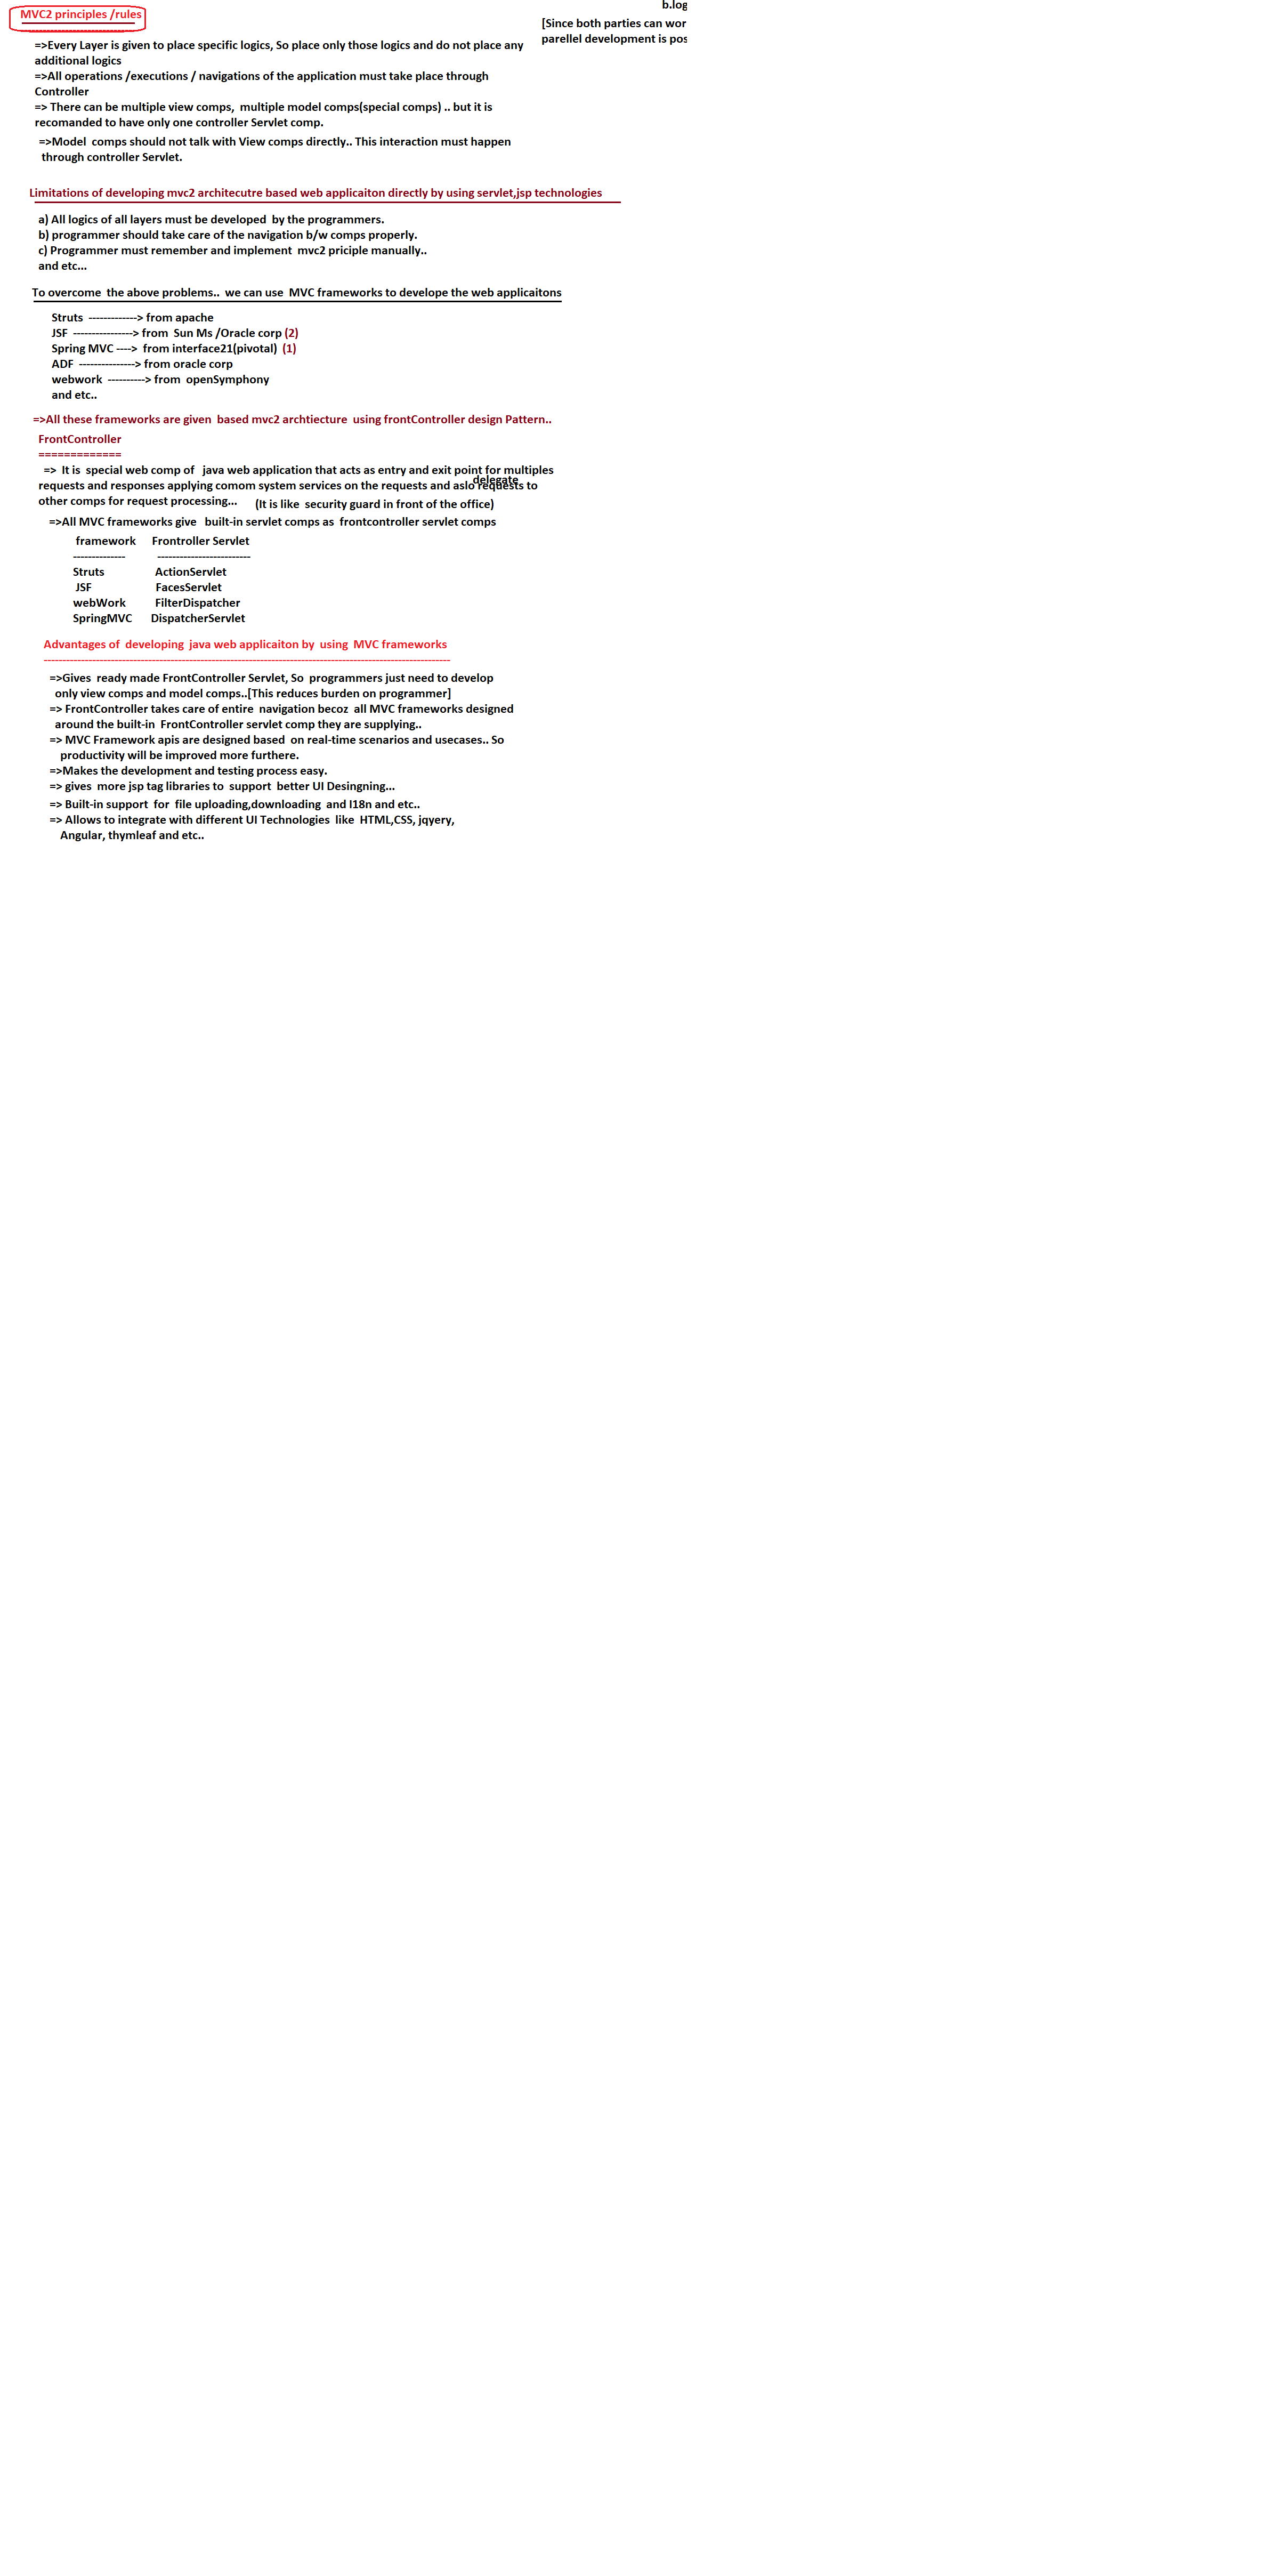 MVC2 principles /rules
---------------------------
=>Every Layer is given to place specific logics, So place only those logics and do not place any
additional logics
=>All operations /executions / navigations of the application must take place through
Controller
=> There can be multiple view comps,  multiple model comps(special comps) .. but it is
recomanded to have only one controller Servlet comp.
=>Model  comps should not talk with View comps directly.. This interaction must happen
through controller Servlet.
b.log
[Since both parties can wor
parellel development is pos
Limitations of developing mvc2 architecutre based web applicaiton directly by using servlet,jsp technologies
a) All logics of all layers must be developed  by the programmers.
b) programmer should take care of the navigation b/w comps properly.
c) Programmer must remember and implement  mvc2 priciple manually..
and etc...
To overcome  the above problems..  we can use  MVC frameworks to develope the web applicaitons
Struts  -------------> from apache
JSF  ----------------> from  Sun Ms /Oracle corp (2)
Spring MVC ---->  from interface21(pivotal)  (1)
ADF  ---------------> from oracle corp
webwork  ----------> from  openSymphony
and etc..
=>All these frameworks are given  based mvc2 archtiecture  using frontController design Pattern..
FrontController
=============
=>  It is  special web comp of   java web application that acts as entry and exit point for multiples
delegate
requests and responses applying comom system services on the requests and aslo requests to
other comps for request processing...
(It is like  security guard in front of the office)
=>All MVC frameworks give   built-in servlet comps as  frontcontroller servlet comps
framework     Frontroller Servlet
--------------          -------------------------
Struts                ActionServlet
JSF                    FacesServlet
webWork         FilterDispatcher
SpringMVC      DispatcherServlet
Advantages of  developing  java web applicaiton by  using  MVC frameworks
-------------------------------------------------------------------------------------------------------------
=>Gives  ready made FrontController Servlet, So  programmers just need to develop
only view comps and model comps..[This reduces burden on programmer]
=> FrontController takes care of entire  navigation becoz  all MVC frameworks designed
around the built-in  FrontController servlet comp they are supplying..
=> MVC Framework apis are designed based  on real-time scenarios and usecases.. So
productivity will be improved more furthere.
=>Makes the development and testing process easy.
=> gives  more jsp tag libraries to  support  better UI Desingning...
=> Built-in support  for  file uploading,downloading  and I18n and etc..
=> Allows to integrate with different UI Technologies  like  HTML,CSS, jqyery,
Angular, thymleaf and etc..